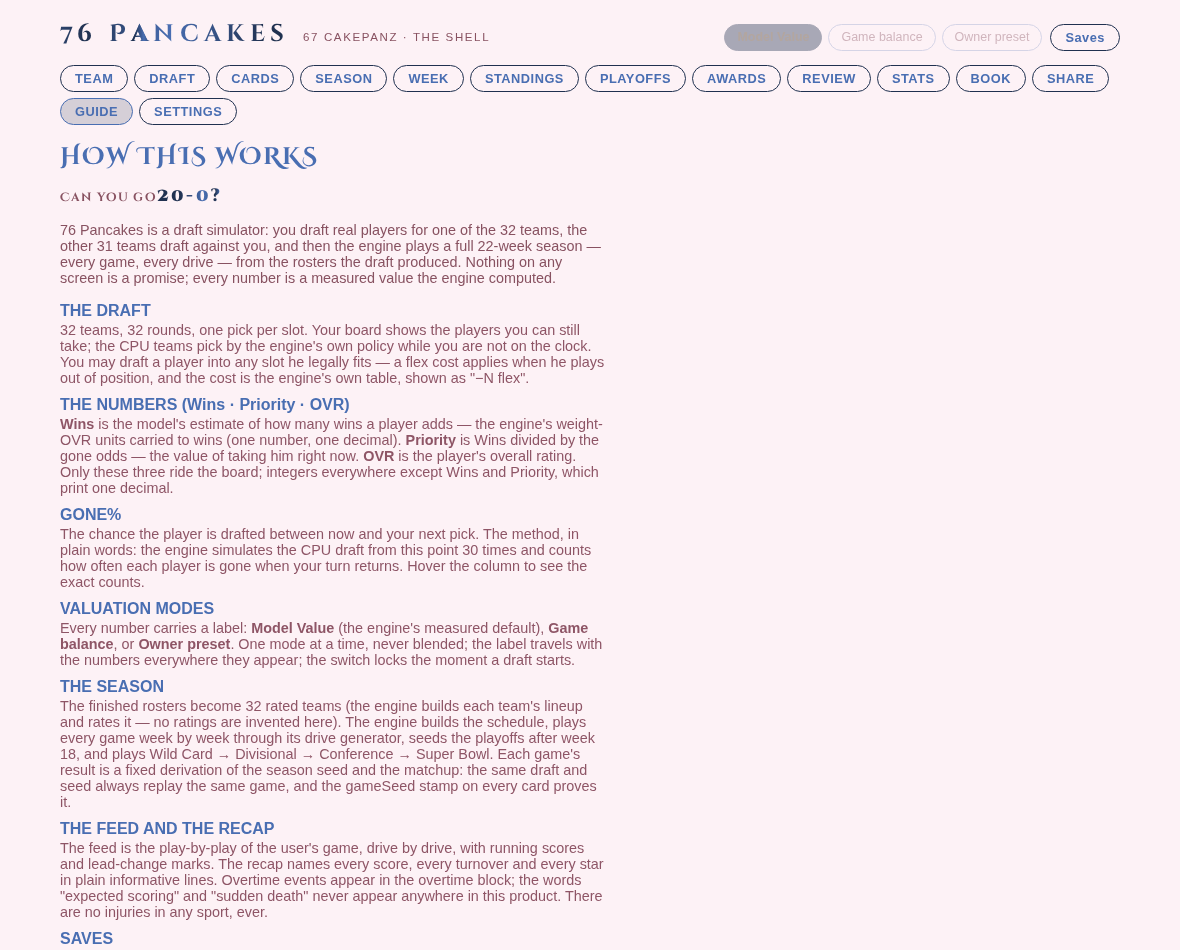 76 PANCAKES 67 CAKEPANZ · THE SHELL
Game balance Owner preset Saves
TEAM DRAFT CARDS SEASON WEEK STANDINGS PLAYOFFS AWARDS REVIEW STATS BOOK SHARE
GUIDE SETTINGS
HOW THIS WORKS
CAN YOU GO 20-0?
76 Pancakes is a draft simulator: you draft real players for one of the 32 teams, the
other 31 teams draft against you, and then the engine plays a full 22-week season —
every game, every drive — from the rosters the draft produced. Nothing on any
screen is a promise; every number is a measured value the engine computed.
THE DRAFT
32 teams, 32 rounds, one pick per slot. Your board shows the players you can still
take; the CPU teams pick by the engine's own policy while you are not on the clock.
You may draft a player into any slot he legally fits — a flex cost applies when he plays
out of position, and the cost is the engine's own table, shown as "−N flex".
THE NUMBERS (Wins · Priority · OVR)
Wins is the model's estimate of how many wins a player adds — the engine's weight-
OVR units carried to wins (one number, one decimal). Priority is Wins divided by the
gone odds — the value of taking him right now. OVR is the player's overall rating.
Only these three ride the board; integers everywhere except Wins and Priority, which
print one decimal.
GONE%
The chance the player is drafted between now and your next pick. The method, in
plain words: the engine simulates the CPU draft from this point 30 times and counts
how often each player is gone when your turn returns. Hover the column to see the
exact counts.
VALUATION MODES
Every number carries a label: Model Value (the engine's measured default), Game
balance, or Owner preset. One mode at a time, never blended; the label travels with
the numbers everywhere they appear; the switch locks the moment a draft starts.
THE SEASON
The finished rosters become 32 rated teams (the engine builds each team's lineup
and rates it — no ratings are invented here). The engine builds the schedule, plays
every game week by week through its drive generator, seeds the playoffs after week
18, and plays Wild Card → Divisional → Conference → Super Bowl. Each game's
result is a fixed derivation of the season seed and the matchup: the same draft and
seed always replay the same game, and the gameSeed stamp on every card proves
it.
THE FEED AND THE RECAP
The feed is the play-by-play of the user's game, drive by drive, with running scores
and lead-change marks. The recap names every score, every turnover and every star
in plain informative lines. Overtime events appear in the overtime block; the words
"expected scoring" and "sudden death" never appear anywhere in this product. There
are no injuries in any sport, ever.
SAVES